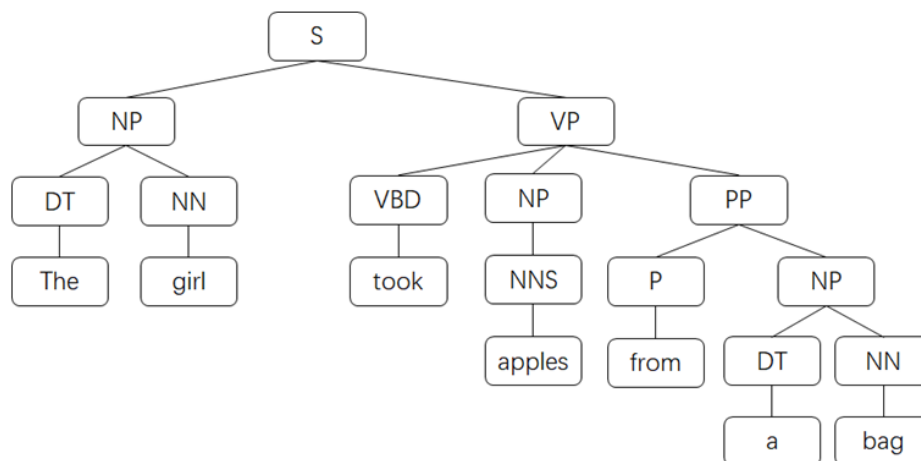 S
NP VP
DT NN VBD NP PP
The girl took NNS P NP
apples from DT NN
a bag